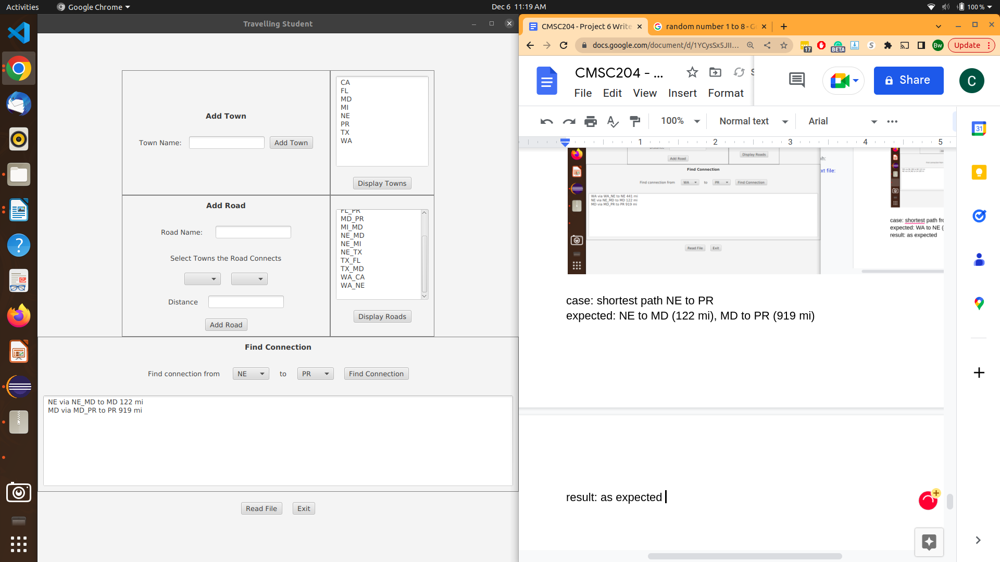 Activities
Google Chrome
Dec 6 11:19 AM
100 %
Travelling Student
Add Town
Town Name:
Add Town
CA
FL
MD
MI
NE
PR
TX
WA
Display Towns
Add Road
Road Name:
Select Towns the Road Connects
Distance
Add Road
FL_PR
MD_PR
MI_MD
NE_MD
NE_MI
NE_TX
TX_FL
TX_MD
WA_CA
WA_NE
Display Roads
Find Connection
Find connection from NE to PR Find Connection
NE via NE_MD to MD 122 mi
MD via MD_PR to PR 919 mi
Read File Exit
CMSC204 - Project 6 Write
random number 1 to 8 - G
docs.google.com/document/d/1YCysSx5JII...
17
BETA
S
Bw
Update
CMSC204 - ...
S
File Edit View Insert Format
Share
C
100% Normal text Arial
1 2 3 4 5
31
Distance
Add Road
Display Roads
Find Connection
Find connection from WA to PR Find Connection
WA via WA_NE to NE 441 mi
NE via NE_MD to MD 122 mi
MD via MD_PR to PR 919 mi
Read File Exit
ph:
xt file:
case: shortest path fro
expected: WA to NE (
result: as expected
case: shortest path NE to PR
expected: NE to MD (122 mi), MD to PR (919 mi)
result: as expected